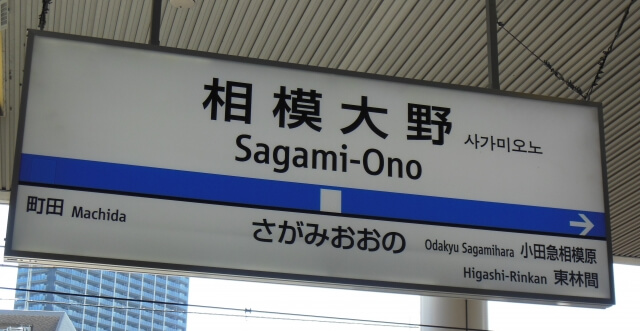 相模大野 사가미오노
Sagami-Ono
町田 Machida
さがみおおの
Odakyu Sagamihara 小田急相模原
Higashi-Rinkan 東林間